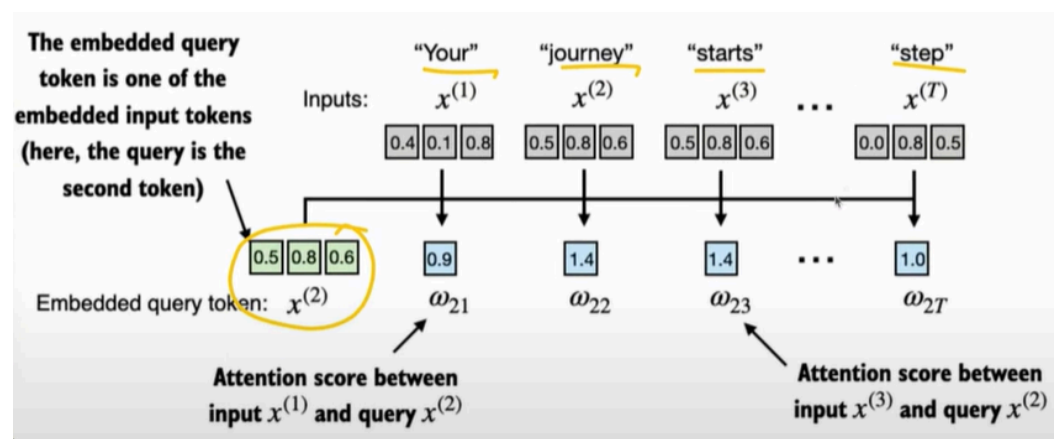 The embedded query
token is one of the
embedded input tokens
(here, the query is the
second token)
"Your" "journey" "starts" "step"
Inputs: x(1) x(2) x(3) ... x(T)
0.4 0.1 0.8 0.5 0.8 0.6 0.5 0.8 0.6 0.0 0.8 0.5
0.5 0.8 0.6 0.9 1.4 1.4 ... 1.0
Embedded query token: x(2) ω21 ω22 ω23 ω2T
Attention score between
input x(1) and query x(2)
Attention score between
input x(3) and query x(2)